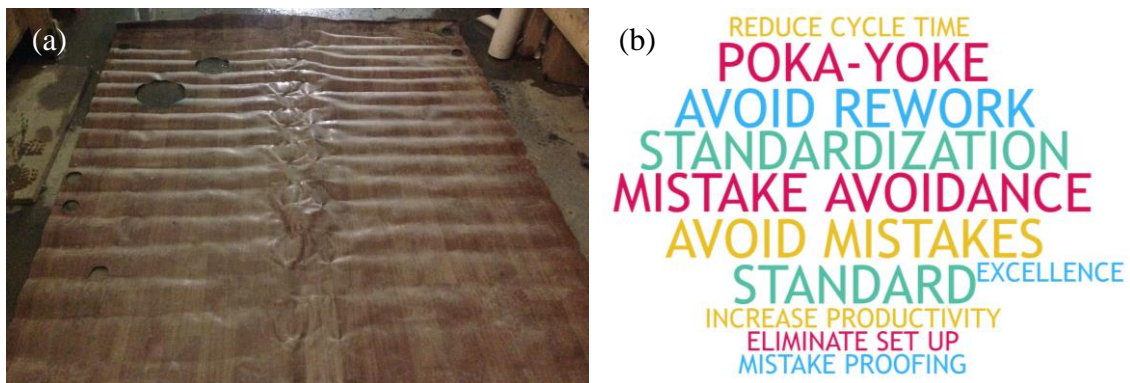 (a)
(b)
REDUCE CYCLE TIME
POKA-YOKE
AVOID REWORK
STANDARDIZATION
MISTAKE AVOIDANCE
AVOID MISTAKES
STANDARD EXCELLENCE
INCREASE PRODUCTIVITY
ELIMINATE SET UP
MISTAKE PROOFING